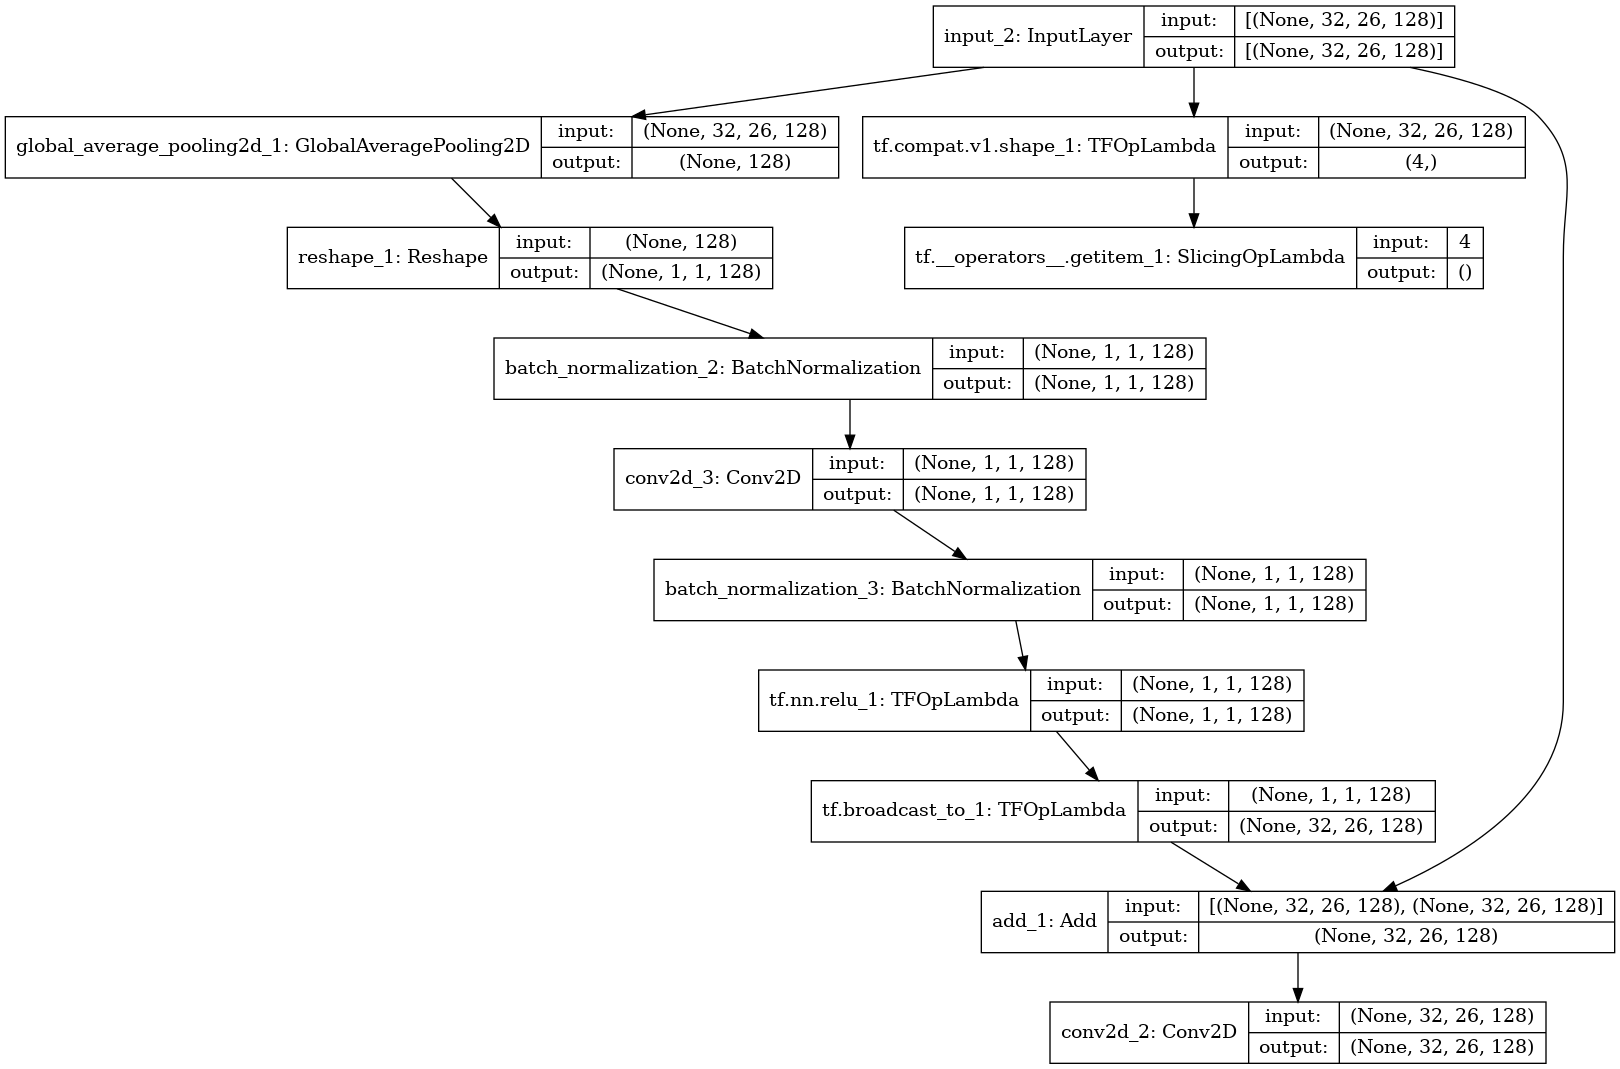 input_2: InputLayer
input: [(None, 32, 26, 128)]
output: [(None, 32, 26, 128)]
global_average_pooling2d_1: GlobalAveragePooling2D
input: (None, 32, 26, 128)
output: (None, 128)
tf.compat.v1.shape_1: TFOpLambda
input: (None, 32, 26, 128)
output: (4,)
reshape_1: Reshape
input: (None, 128)
output: (None, 1, 1, 128)
tf.__operators__.getitem_1: SlicingOpLambda
input: 4
output: ()
batch_normalization_2: BatchNormalization
input: (None, 1, 1, 128)
output: (None, 1, 1, 128)
conv2d_3: Conv2D
input: (None, 1, 1, 128)
output: (None, 1, 1, 128)
batch_normalization_3: BatchNormalization
input: (None, 1, 1, 128)
output: (None, 1, 1, 128)
tf.nn.relu_1: TFOpLambda
input: (None, 1, 1, 128)
output: (None, 1, 1, 128)
tf.broadcast_to_1: TFOpLambda
input: (None, 1, 1, 128)
output: (None, 32, 26, 128)
add_1: Add
input: [(None, 32, 26, 128), (None, 32, 26, 128)]
output: (None, 32, 26, 128)
conv2d_2: Conv2D
input: (None, 32, 26, 128)
output: (None, 32, 26, 128)